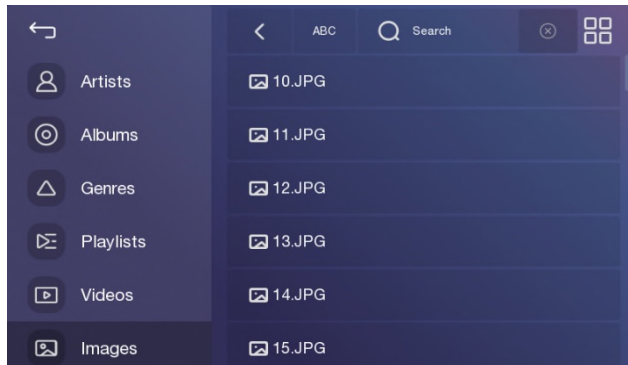 ABC
Search
Artists
Albums
Genres
Playlists
Videos
Images
10.JPG
11.JPG
12.JPG
13.JPG
14.JPG
15.JPG